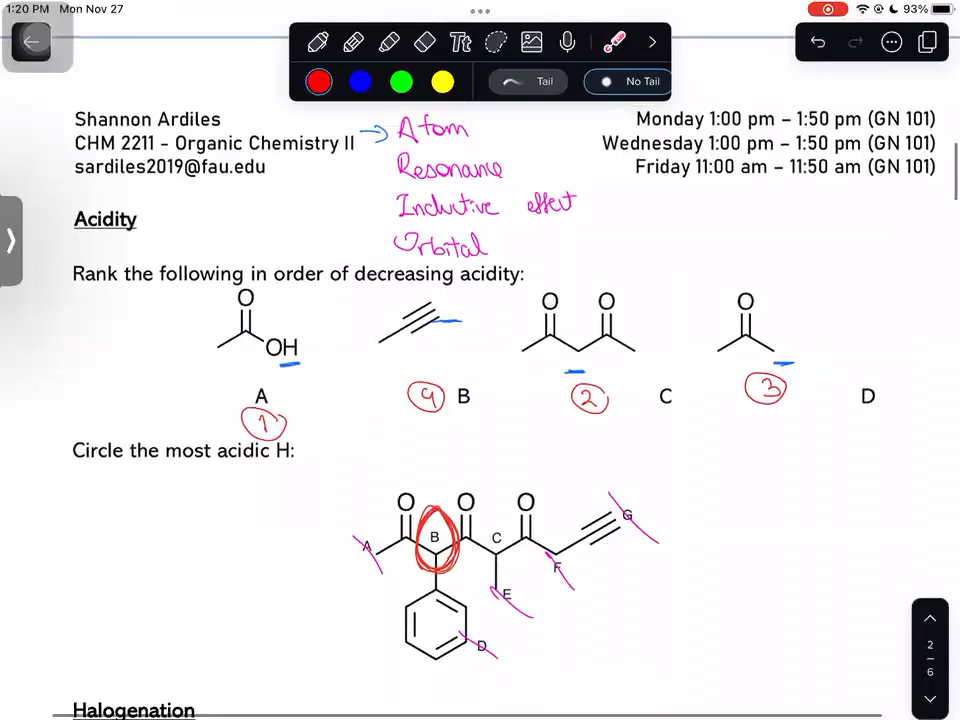 1:20 PM Mon Nov 27
93%
Tt
Tail
No Tail
Shannon Ardiles
CHM 2211 - Organic Chemistry II
sardiles2019@fau.edu
Monday 1:00 pm – 1:50 pm (GN 101)
Wednesday 1:00 pm – 1:50 pm (GN 101)
Friday 11:00 am – 11:50 am (GN 101)
Atom
Resonance
Inductive effect
Orbital
Acidity
Rank the following in order of decreasing acidity:
O
OH
O O
O
A B C D
1 4 2 3
Circle the most acidic H:
O O O
A B C G
F
E
D
2
6
Halogenation